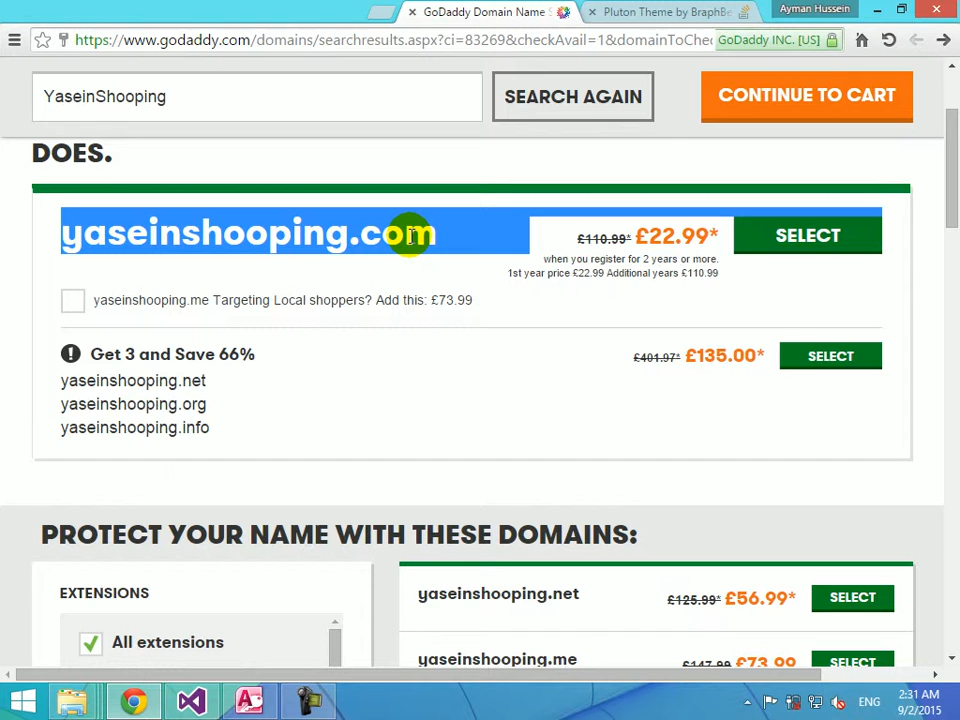 GoDaddy Domain Name S
Pluton Theme by BraphBe
Ayman Hussein
https://www.godaddy.com/domains/searchresults.aspx?ci=83269&checkAvail=1&domainToChec
GoDaddy INC. [US]
YaseinShooping
SEARCH AGAIN
CONTINUE TO CART
DOES.
yaseinshooping.com
£110.99* £22.99*
SELECT
when you register for 2 years or more.
1st year price £22.99 Additional years £110.99
yaseinshooping.me Targeting Local shoppers? Add this: £73.99
Get 3 and Save 66%
£401.97* £135.00*
SELECT
yaseinshooping.net
yaseinshooping.org
yaseinshooping.info
PROTECT YOUR NAME WITH THESE DOMAINS:
EXTENSIONS
All extensions
yaseinshooping.net
£125.99* £56.99*
SELECT
yaseinshooping.me
£147.99 £73.99
SELECT
ENG
2:31 AM
9/2/2015